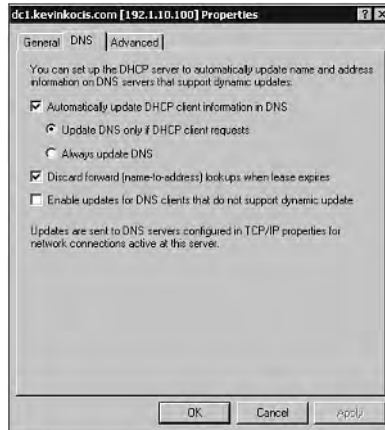 dc1.kevinkocis.com [192.1.10.100] Properties
General DNS Advanced
You can set up the DHCP server to automatically update name and address
information on DNS servers that support dynamic updates.
Automatically update DHCP client information in DNS
Update DNS only if DHCP client requests
Always update DNS
Discard forward (name-to-address) lookups when lease expires
Enable updates for DNS clients that do not support dynamic update
Updates are sent to DNS servers configured in TCP/IP properties for
network connections active at this server.
OK Cancel Apply